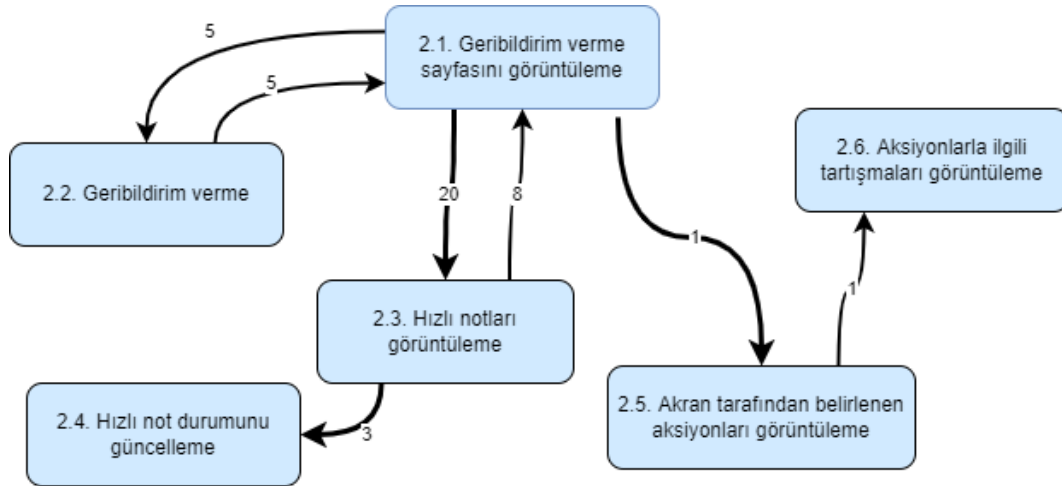 5
2.1. Geribildirim verme
sayfasını görüntüleme
5
2.2. Geribildirim verme
20
8
2.6. Aksiyonlarla ilgili
tartışmaları görüntüleme
1
1
2.3. Hızlı notları
görüntüleme
2.4. Hızlı not durumunu
güncelleme
3
2.5. Akran tarafından belirlenen
aksiyonları görüntüleme